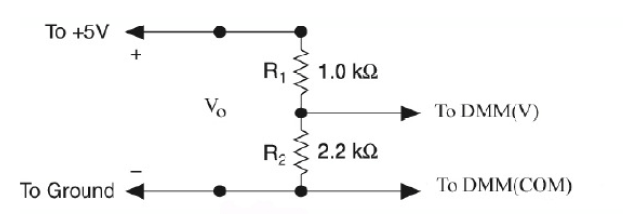 To +5V
+
R₁ 1.0 kΩ
Vₒ
To DMM(V)
R₂ 2.2 kΩ
−
To Ground
To DMM(COM)